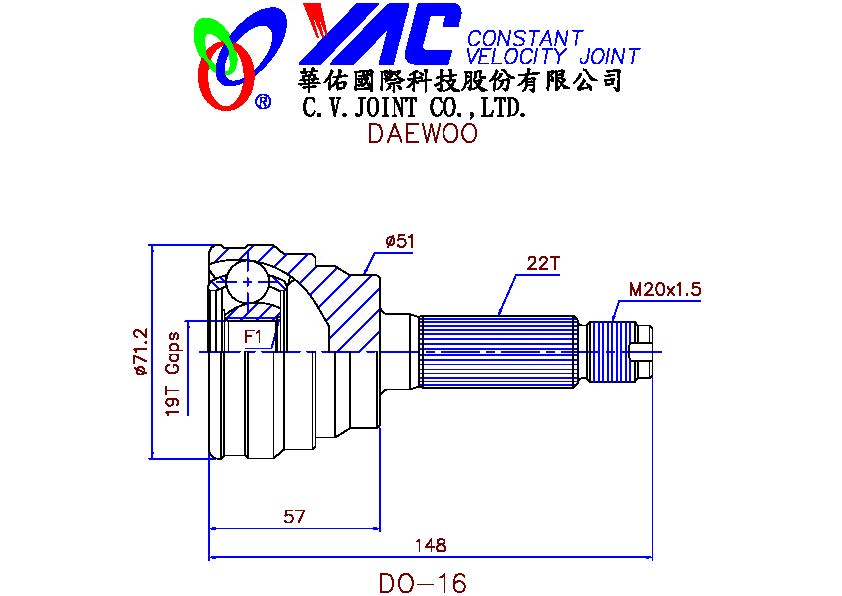 YAC CONSTANT
VELOCITY JOINT
®
華佑國際科技股份有限公司
C.V.JOINT CO.,LTD.
DAEWOO
ø51
22T
M20x1.5
ø71.2
19T Gaps
F1
57
148
DO-16